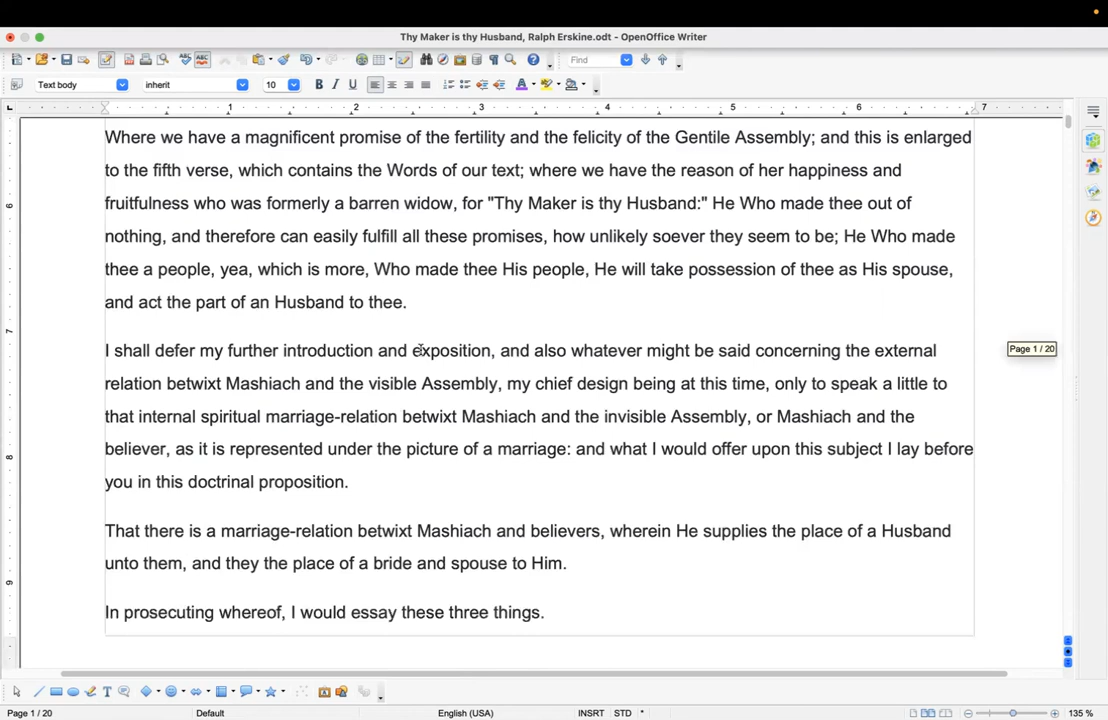 Thy Maker is thy Husband, Ralph Erskine.odt - OpenOffice Writer
Find
Text body
inherit
10
B I U
1 2 3 4 5 6 7
Where we have a magnificent promise of the fertility and the felicity of the Gentile Assembly; and this is enlarged
to the fifth verse, which contains the Words of our text; where we have the reason of her happiness and
fruitfulness who was formerly a barren widow, for "Thy Maker is thy Husband:" He Who made thee out of
nothing, and therefore can easily fulfill all these promises, how unlikely soever they seem to be; He Who made
thee a people, yea, which is more, Who made thee His people, He will take possession of thee as His spouse,
and act the part of an Husband to thee.
I shall defer my further introduction and exposition, and also whatever might be said concerning the external
relation betwixt Mashiach and the visible Assembly, my chief design being at this time, only to speak a little to
that internal spiritual marriage-relation betwixt Mashiach and the invisible Assembly, or Mashiach and the
believer, as it is represented under the picture of a marriage: and what I would offer upon this subject I lay before
you in this doctrinal proposition.
That there is a marriage-relation betwixt Mashiach and believers, wherein He supplies the place of a Husband
unto them, and they the place of a bride and spouse to Him.
In prosecuting whereof, I would essay these three things.
6
7
8
9
Page 1 / 20
Page 1 / 20
Default
English (USA)
INSRT
STD
*
135 %